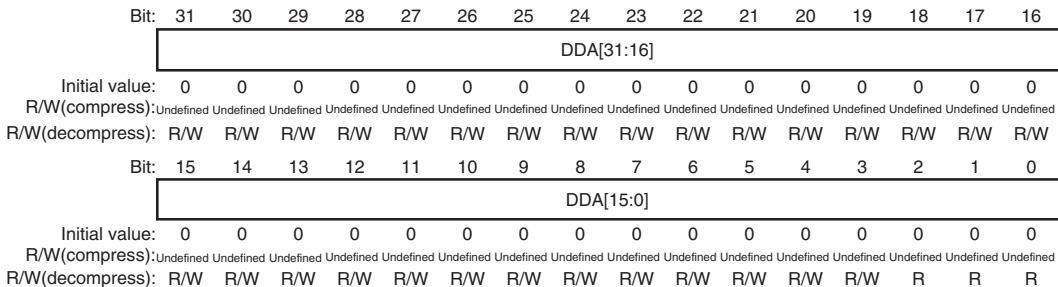 Bit: 31 30 29 28 27 26 25 24 23 22 21 20 19 18 17 16
DDA[31:16]
Initial value: 0 0 0 0 0 0 0 0 0 0 0 0 0 0 0 0
R/W(compress): Undefined Undefined Undefined Undefined Undefined Undefined Undefined Undefined Undefined Undefined Undefined Undefined Undefined Undefined Undefined Undefined
R/W(decompress): R/W R/W R/W R/W R/W R/W R/W R/W R/W R/W R/W R/W R/W R/W R/W R/W
Bit: 15 14 13 12 11 10 9 8 7 6 5 4 3 2 1 0
DDA[15:0]
Initial value: 0 0 0 0 0 0 0 0 0 0 0 0 0 0 0 0
R/W(compress): Undefined Undefined Undefined Undefined Undefined Undefined Undefined Undefined Undefined Undefined Undefined Undefined Undefined Undefined Undefined Undefined
R/W(decompress): R/W R/W R/W R/W R/W R/W R/W R/W R/W R/W R/W R/W R/W R R R